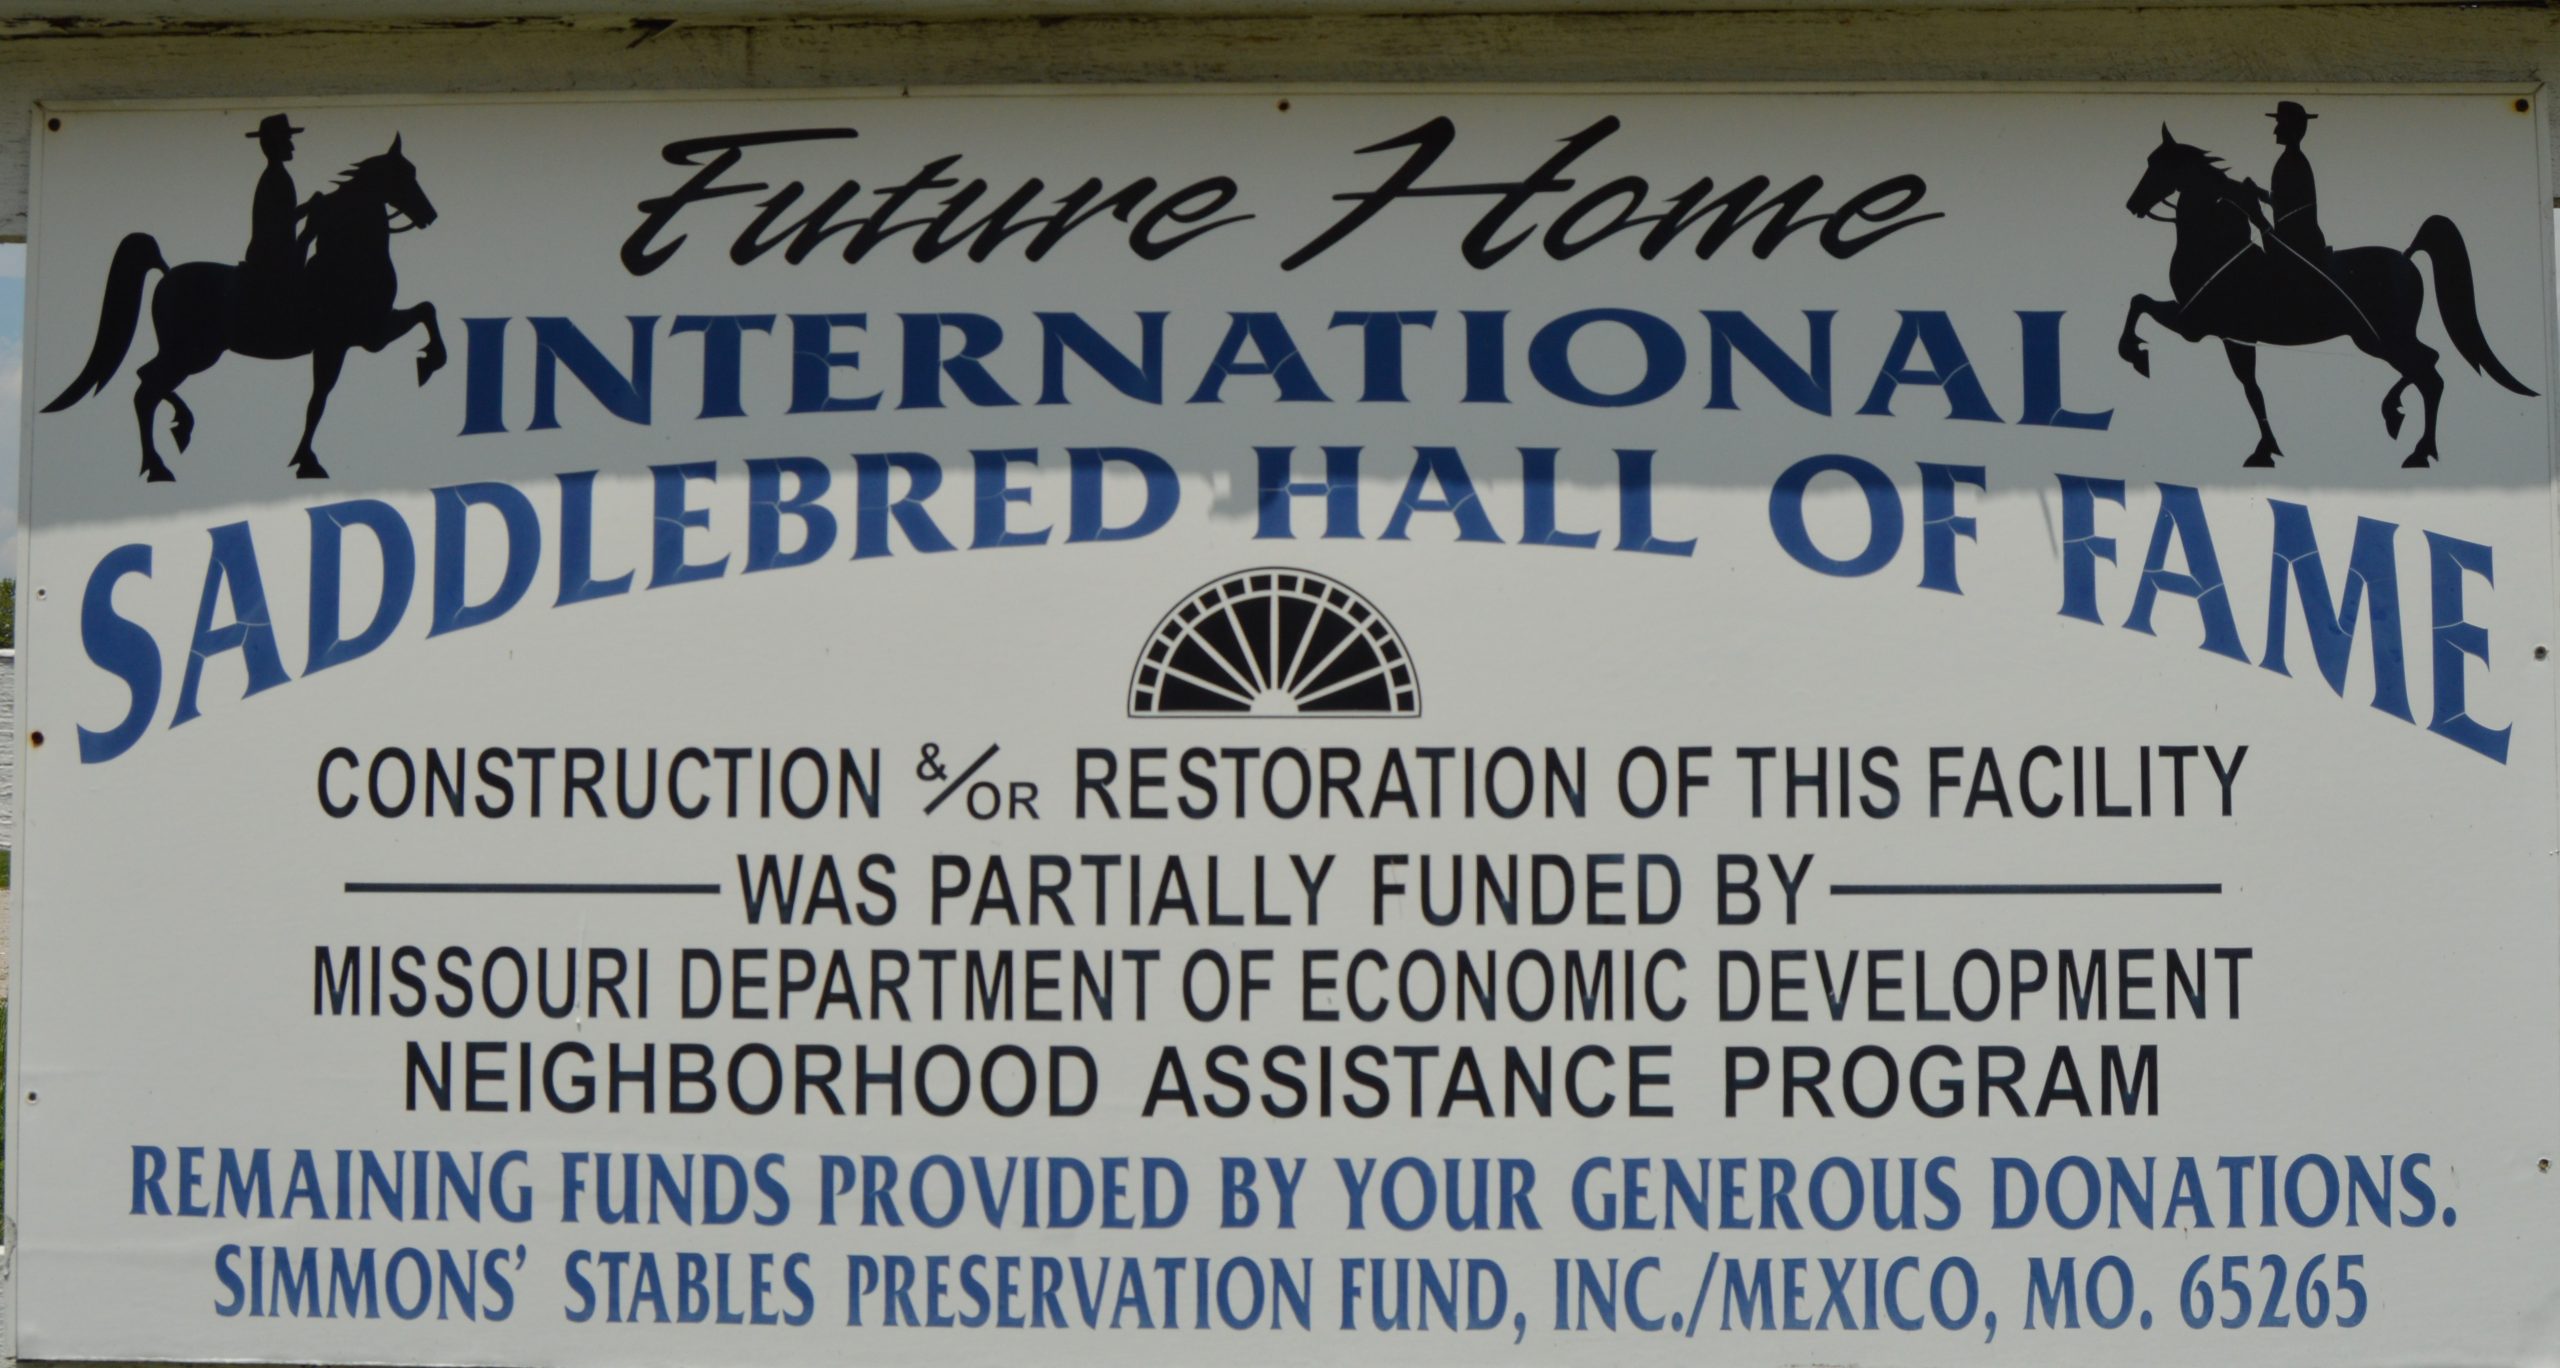 Future Home
INTERNATIONAL
SADDLEBRED HALL OF FAME
CONSTRUCTION &/OR RESTORATION OF THIS FACILITY
WAS PARTIALLY FUNDED BY
MISSOURI DEPARTMENT OF ECONOMIC DEVELOPMENT
NEIGHBORHOOD ASSISTANCE PROGRAM
REMAINING FUNDS PROVIDED BY YOUR GENEROUS DONATIONS.
SIMMONS' STABLES PRESERVATION FUND, INC./MEXICO, MO. 65265